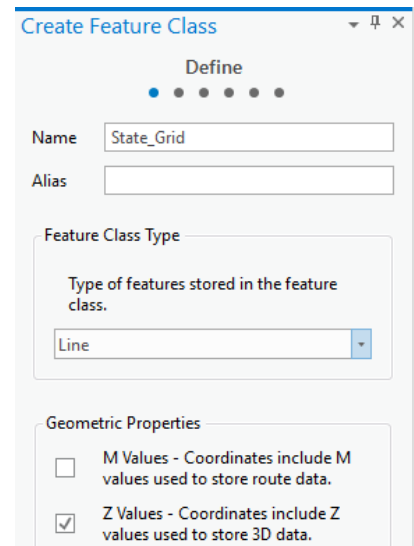 Create Feature Class
Define
Name State_Grid
Alias
Feature Class Type
Type of features stored in the feature
class.
Line
Geometric Properties
M Values - Coordinates include M
values used to store route data.
Z Values - Coordinates include Z
values used to store 3D data.